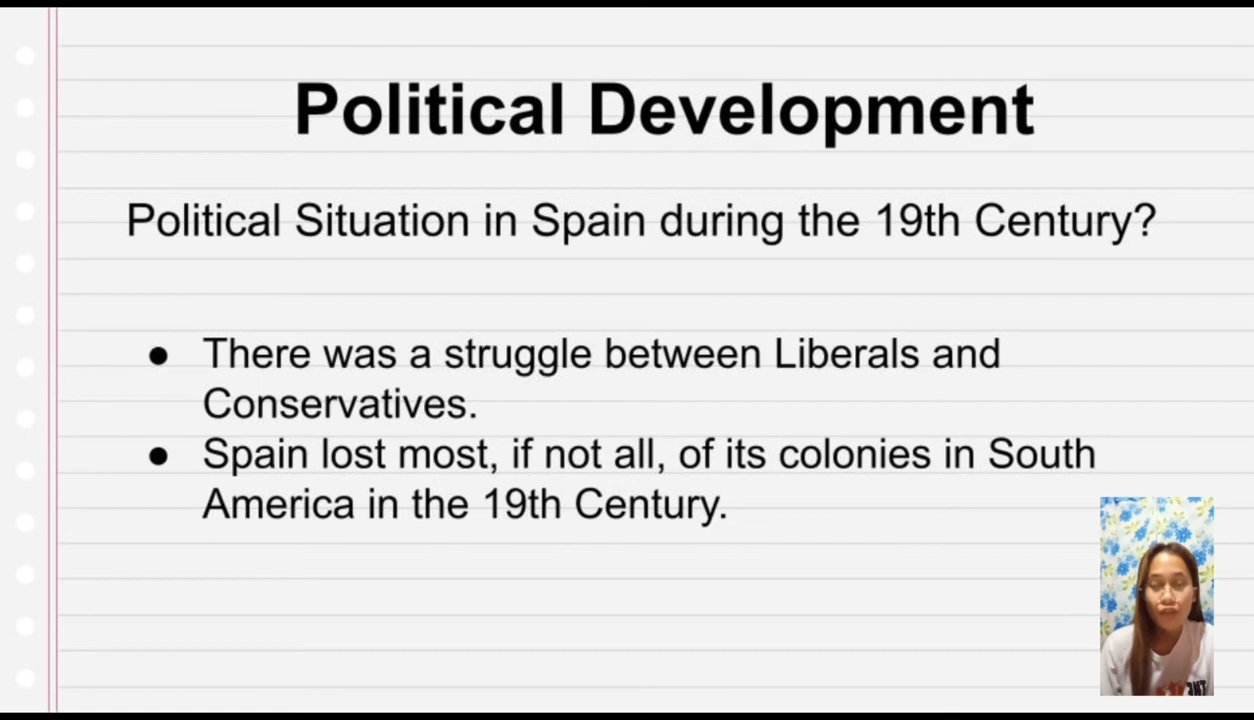 Political Development
Political Situation in Spain during the 19th Century?
● There was a struggle between Liberals and
Conservatives.
● Spain lost most, if not all, of its colonies in South
America in the 19th Century.